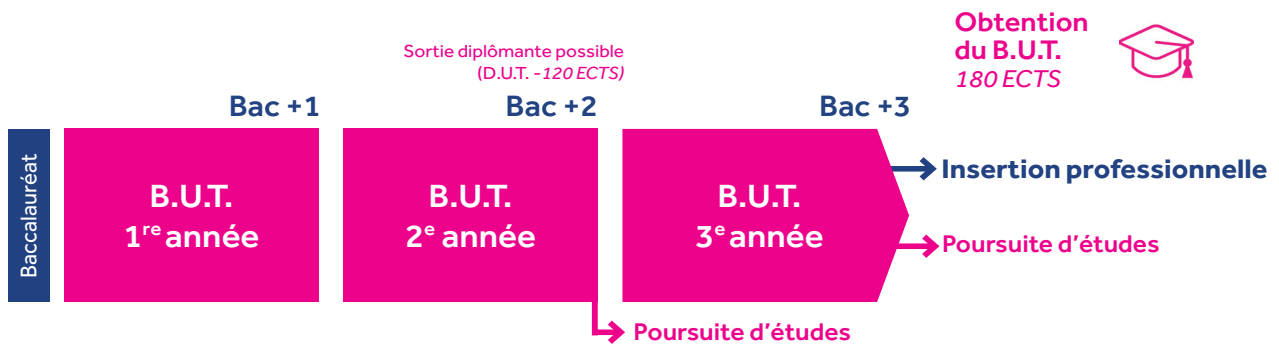 Obtention
du B.U.T.
180 ECTS
Sortie diplômante possible
(D.U.T. -120 ECTS)
Bac +1
Bac +2
Bac +3
Baccalauréat
B.U.T.
1re année
B.U.T.
2e année
B.U.T.
3e année
Insertion professionnelle
Poursuite d'études
Poursuite d'études